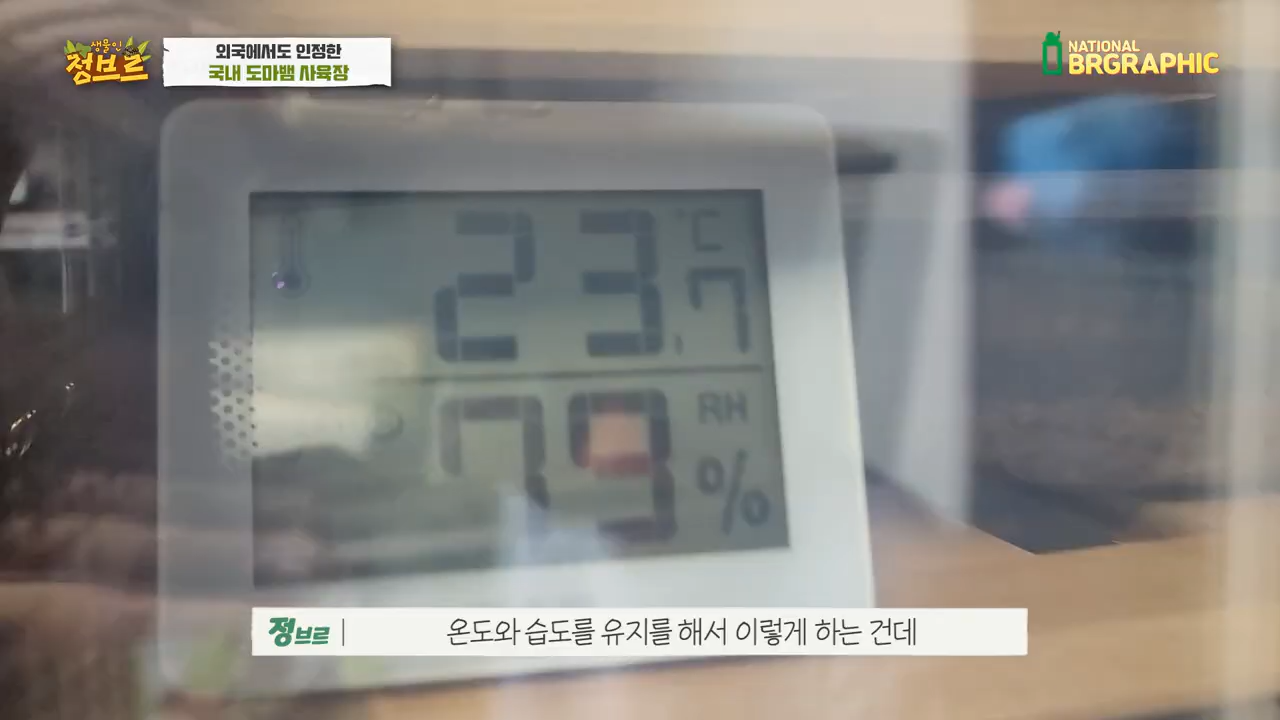 생물인
정브르
외국에서도 인정한
국내 도마뱀 사육장
NATIONAL
BRGRAPHIC
23.7 °C
79 RH %
정브르 | 온도와 습도를 유지를 해서 이렇게 하는 건데